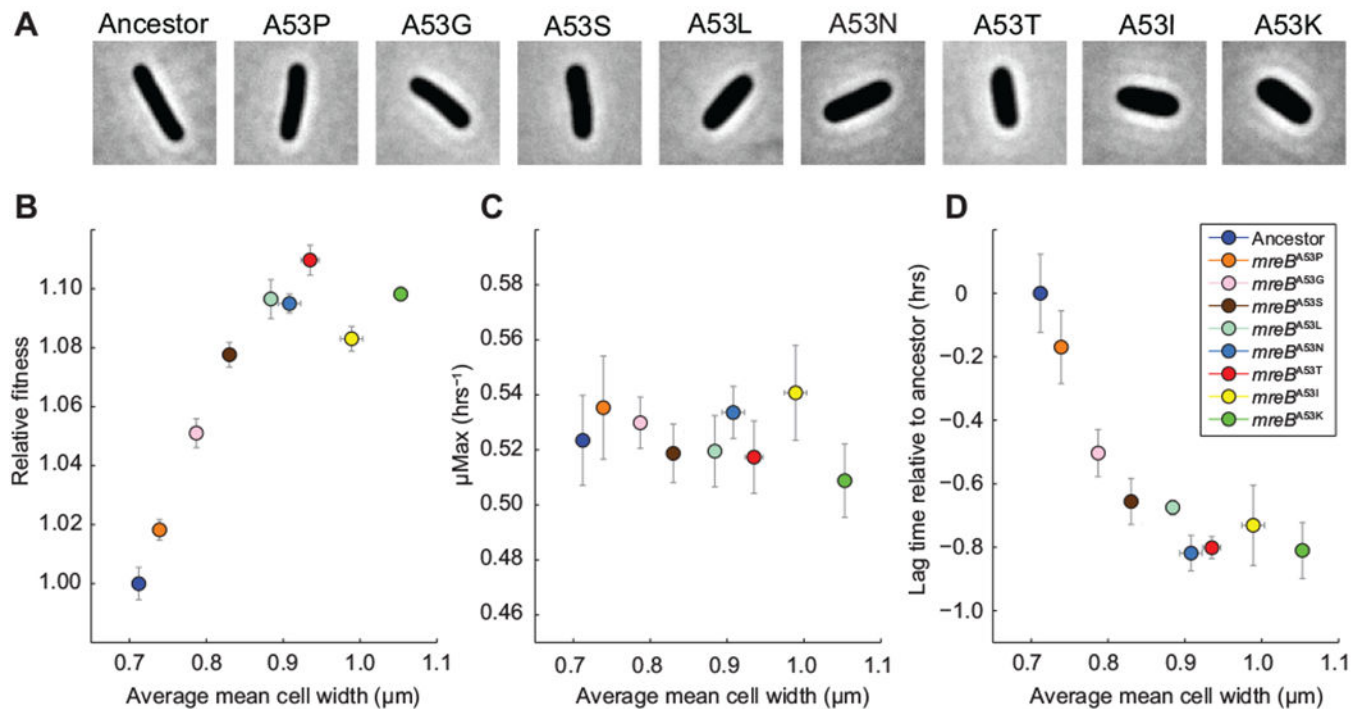 A
Ancestor A53P A53G A53S A53L A53N A53T A53I A53K
B
Relative fitness
1.10
1.08
1.06
1.04
1.02
1.00
0.7 0.8 0.9 1.0 1.1
Average mean cell width (µm)
C
µMax (hrs⁻¹)
0.58
0.56
0.54
0.52
0.50
0.48
0.46
0.7 0.8 0.9 1.0 1.1
Average mean cell width (µm)
D
Lag time relative to ancestor (hrs)
0
−0.2
−0.4
−0.6
−0.8
−1.0
0.7 0.8 0.9 1.0 1.1
Average mean cell width (µm)
Ancestor
mreB^A53P
mreB^A53G
mreB^A53S
mreB^A53L
mreB^A53N
mreB^A53T
mreB^A53I
mreB^A53K